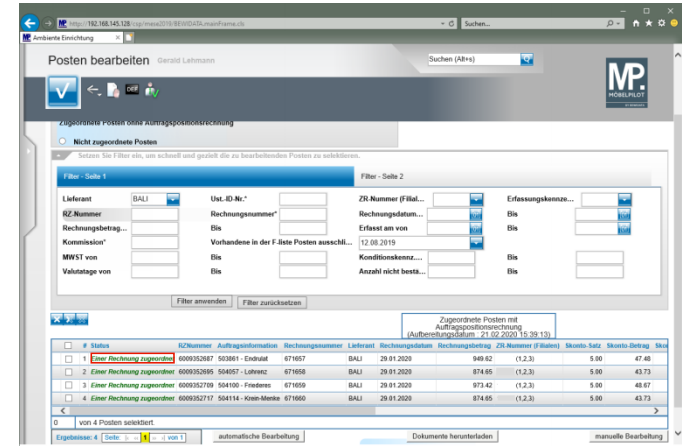 http://192.168.145.128/csp/mese2019/BEWIDATA.mainFrame.cls
Suchen...
Ambiente Einrichtung
Posten bearbeiten Gerald Lehmann
Suchen (Alt+s)
MP.
MÖBELPILOT
DEF
Zugeordnete Posten ohne Auftragspositionsrechnung
Nicht zugeordnete Posten
Setzen Sie Filter ein, um schnell und gezielt die zu bearbeitenden Posten zu selektieren.
Filter - Seite 1 Filter - Seite 2
Lieferant BALI Ust.-ID-Nr.* ZR-Nummer (Filial... Erfassungskennze...
RZ-Nummer Rechnungsnummer* Rechnungsdatum... Bis
Rechnungsbetrag... Bis Erfasst am von Bis
Kommission* Vorhandene in der F-liste Posten ausschli... 12.08.2019
MWST von Bis Konditionskennz.... Bis
Valutatage von Bis Anzahl nicht bestä... Bis
Filter anwenden Filter zurücksetzen
Zugeordnete Posten mit
Auftragspositionsrechnung
(Aufbereitungsdatum : 21.02.2020 15:39:13)
# Status RZNummer Auftragsinformation Rechnungsnummer Lieferant Rechnungsdatum Rechnungsbetrag ZR-Nummer (Filialen) Skonto-Satz Skonto-Betrag Sko
1 Einer Rechnung zugeordnet 6009352687 503861 - Endrulat 671657 BALI 29.01.2020 949.62 (1,2,3) 5.00 47.48
2 Einer Rechnung zugeordnet 6009352695 504057 - Lohrenz 671658 BALI 29.01.2020 874.65 (1,2,3) 5.00 43.73
3 Einer Rechnung zugeordnet 6009352709 504100 - Friederes 671659 BALI 29.01.2020 973.42 (1,2,3) 5.00 48.67
4 Einer Rechnung zugeordnet 6009352717 504114 - Krein-Menke 671660 BALI 29.01.2020 874.65 (1,2,3) 5.00 43.73
0 von 4 Posten selektiert.
Ergebnisse: 4 Seite: 1 von 1 automatische Bearbeitung Dokumente herunterladen manuelle Bearbeitung